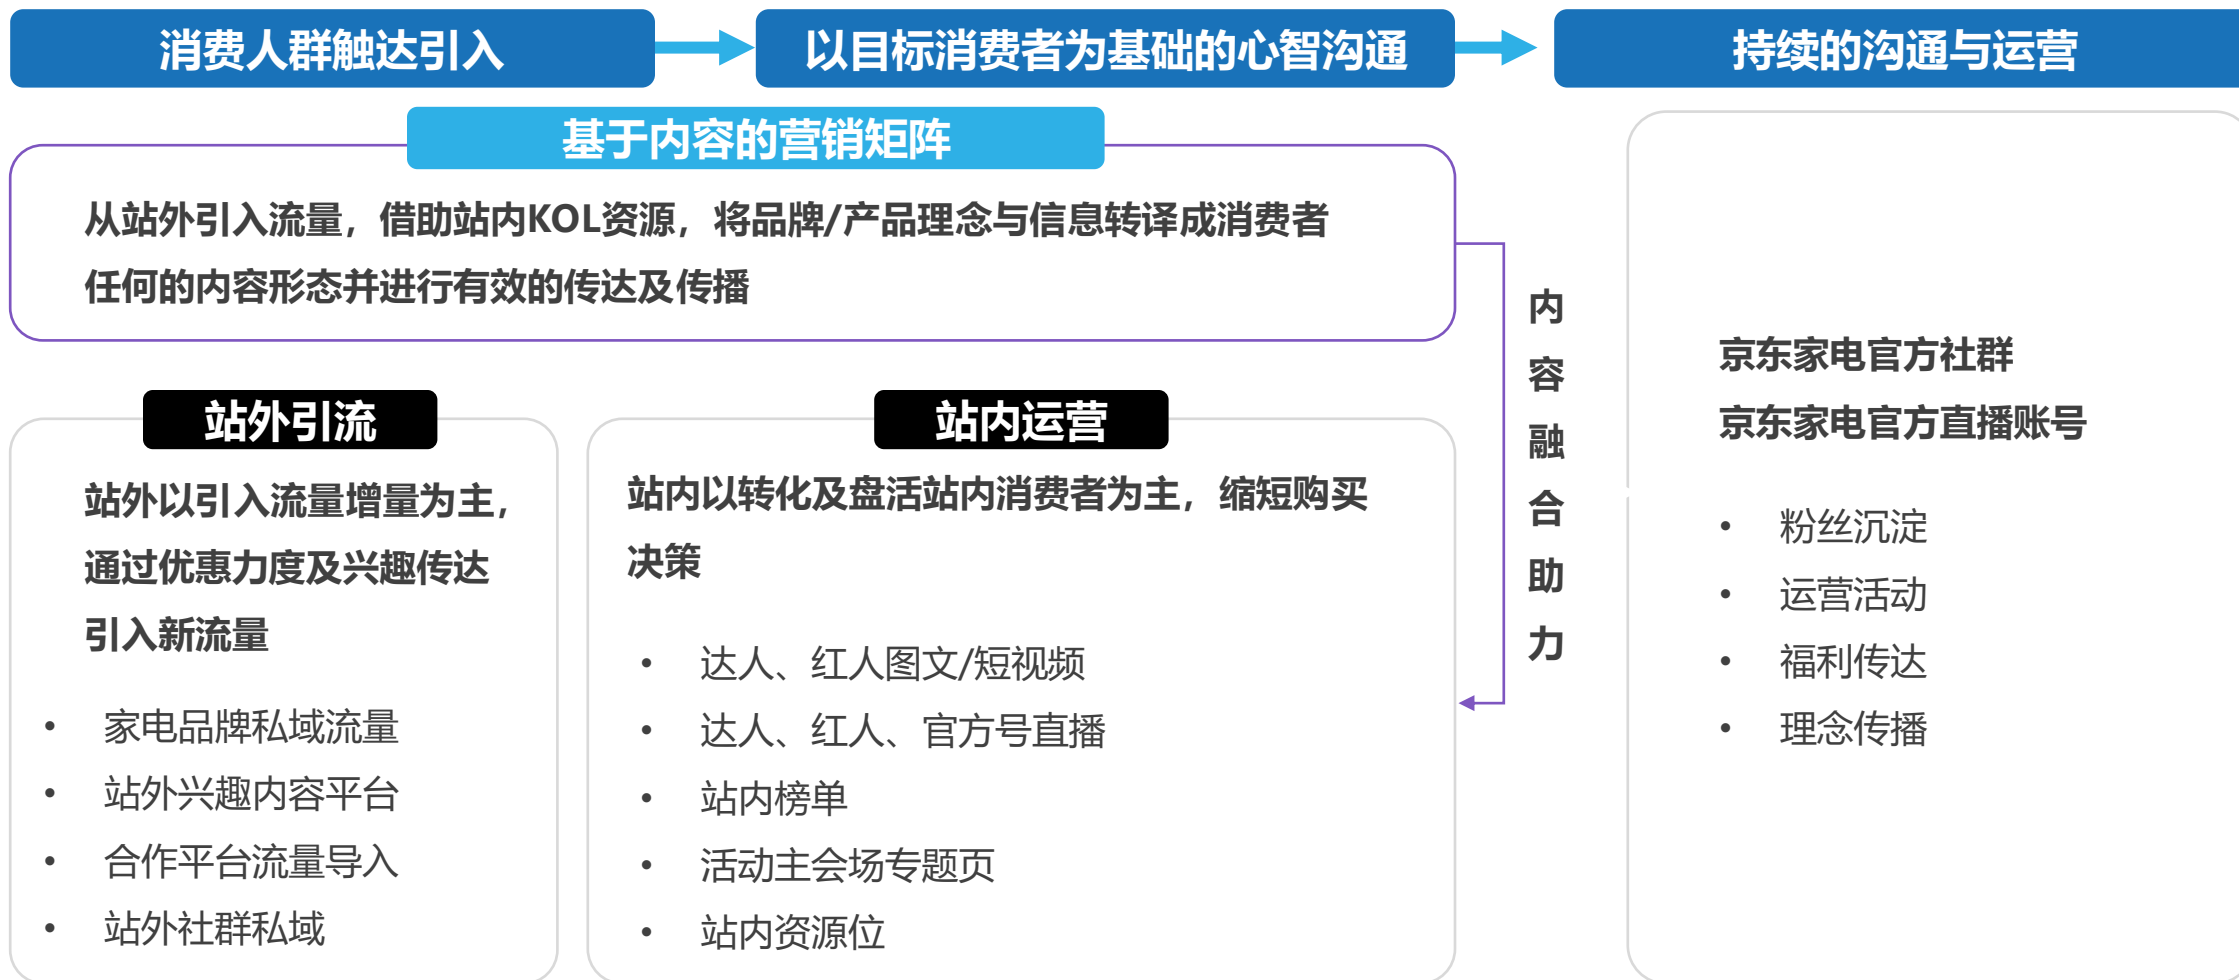 消费人群触达引入
以目标消费者为基础的心智沟通
持续的沟通与运营
基于内容的营销矩阵
从站外引入流量，借助站内KOL资源，将品牌/产品理念与信息转译成消费者
任何的内容形态并进行有效的传达及传播
站外引流
站外以引入流量增量为主，
通过优惠力度及兴趣传达
引入新流量
• 家电品牌私域流量
• 站外兴趣内容平台
• 合作平台流量导入
• 站外社群私域
站内运营
站内以转化及盘活站内消费者为主，缩短购买
决策
• 达人、红人图文/短视频
• 达人、红人、官方号直播
• 站内榜单
• 活动主会场专题页
• 站内资源位
内容融合助力
京东家电官方社群
京东家电官方直播账号
• 粉丝沉淀
• 运营活动
• 福利传达
• 理念传播